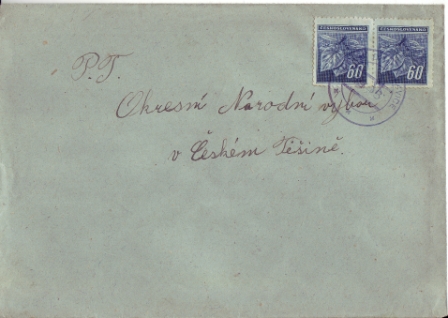 ČESKOSLOVENSKO ČESKOSLOVENSKO
60 60
P. T.
Okresní Národní výbor
v Českém Těšíně.